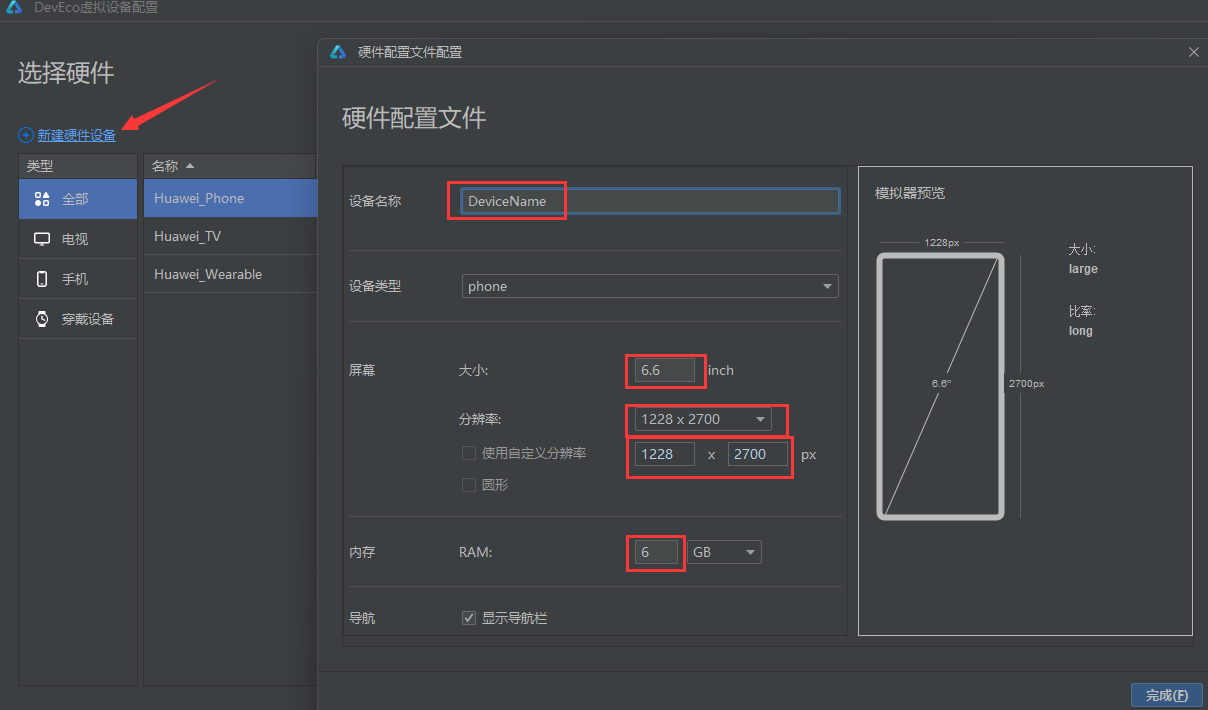 DevEco虚拟设备配置
选择硬件
新建硬件设备
类型
名称
全部
Huawei_Phone
电视
Huawei_TV
手机
Huawei_Wearable
穿戴设备
硬件配置文件配置
硬件配置文件
设备名称
DeviceName
设备类型
phone
屏幕
大小:
6.6
inch
分辨率:
1228 x 2700
使用自定义分辨率
1228 x 2700 px
圆形
内存
RAM:
6
GB
导航
显示导航栏
模拟器预览
1228px
6.6"
2700px
大小:
large
比率:
long
完成(F)